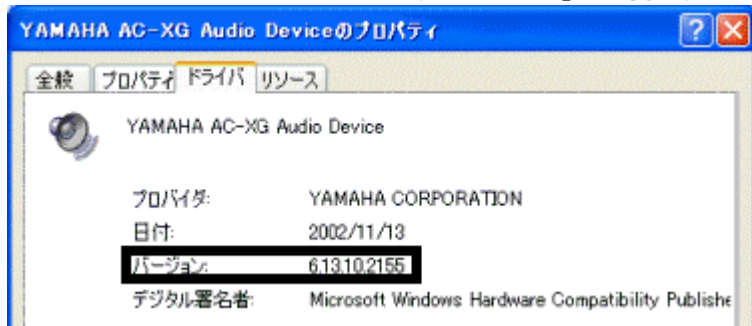 YAMAHA AC-XG Audio Deviceのプロパティ
全般 プロパティ ドライバ リソース
YAMAHA AC-XG Audio Device
プロバイダ: YAMAHA CORPORATION
日付: 2002/11/13
バージョン: 6.13.10.2155
デジタル署名者: Microsoft Windows Hardware Compatibility Publishe